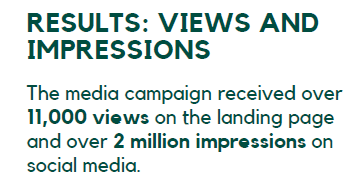 RESULTS: VIEWS AND
IMPRESSIONS
The media campaign received over
11,000 views on the landing page
and over 2 million impressions on
social media.